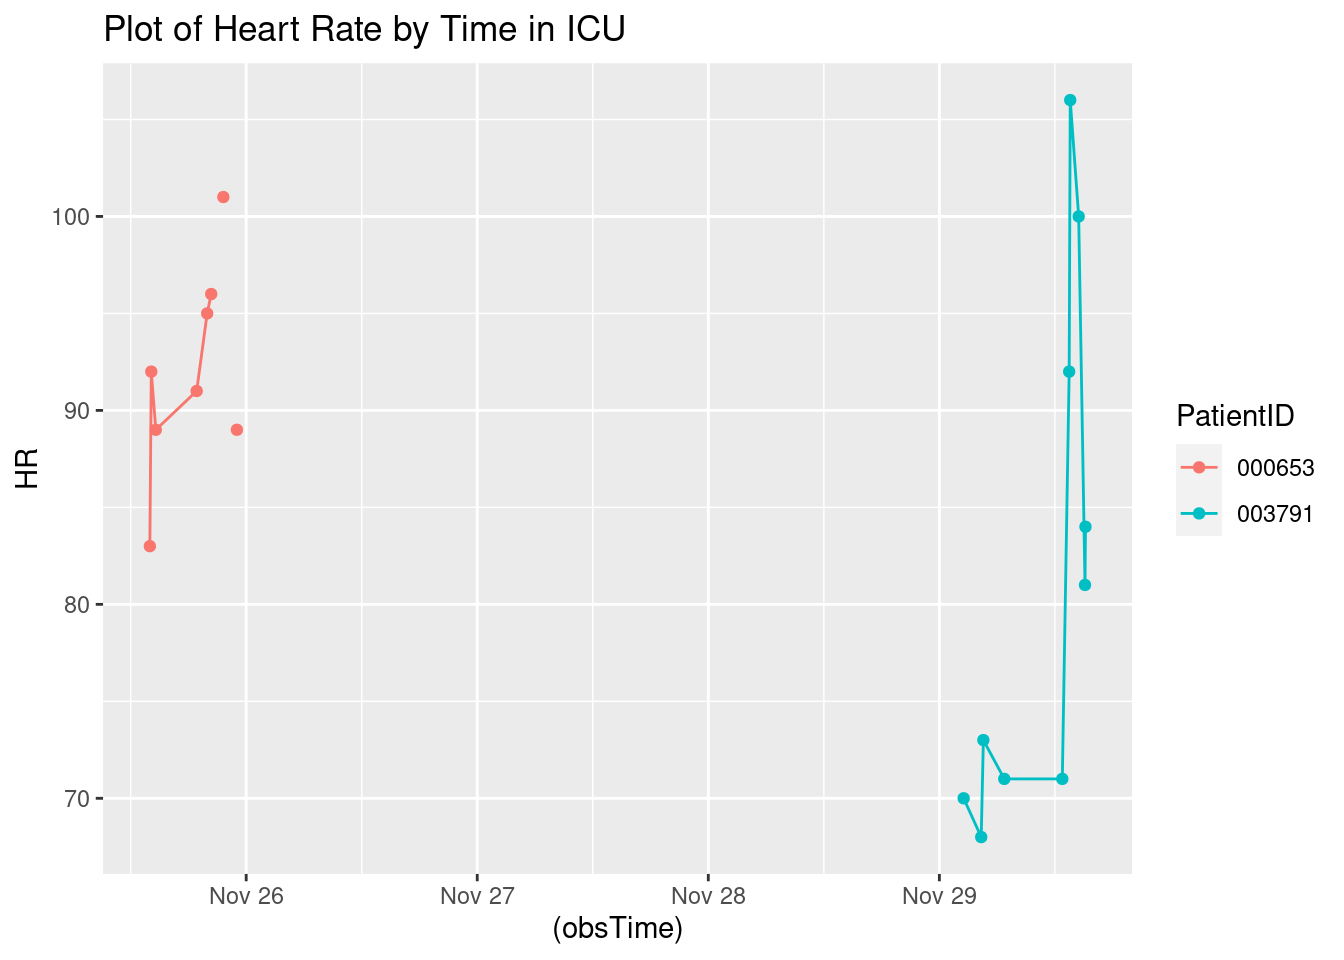 Plot of Heart Rate by Time in ICU
100
90
80
70
HR
Nov 26
Nov 27
Nov 28
Nov 29
(obsTime)
PatientID
000653
003791